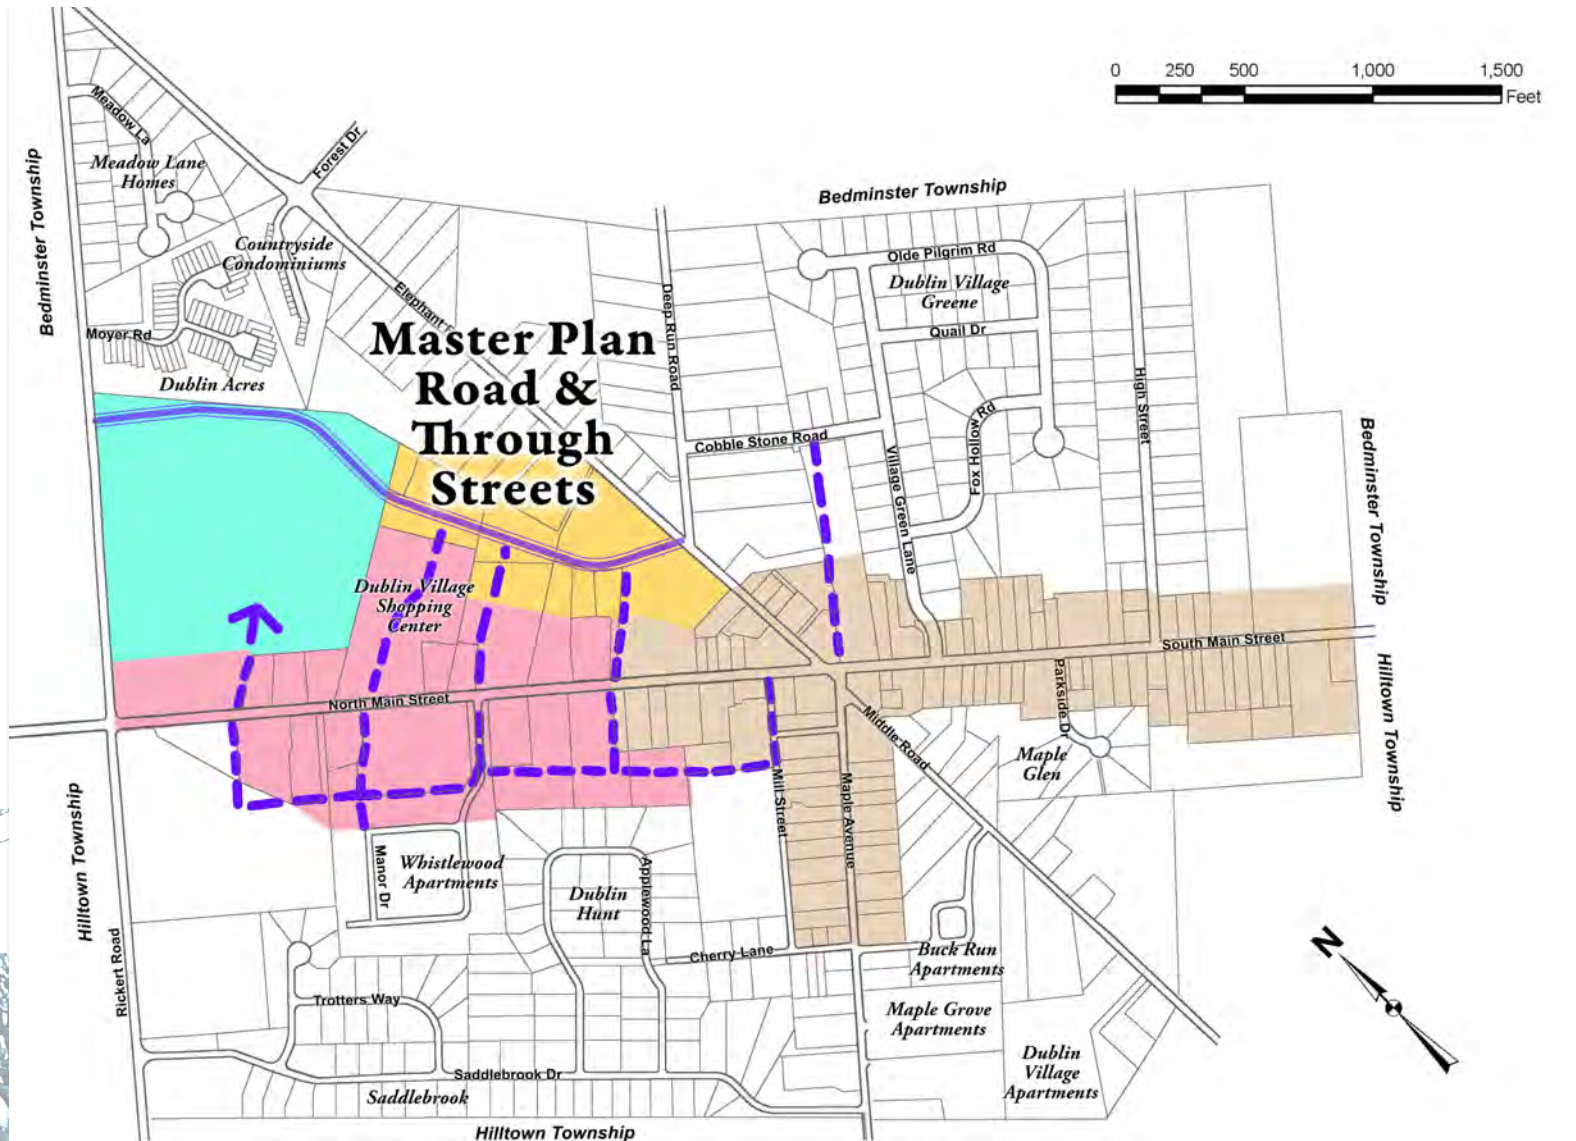 0 250 500 1,000 1,500
Feet
Meadow La
Meadow Lane
Homes
Forest Dr
Bedminster Township
Bedminster Township
Countryside
Condominiums
Olde Pilgrim Rd
Dublin Village
Greene
Quail Dr
Elephant
Deep Run Road
Moyer Rd
Dublin Acres
Master Plan
Road &
Through
Streets
High Street
Cobble Stone Road
Fox Hollow Rd
Village Green Lane
Bedminster Township
Dublin Village
Shopping
Center
North Main Street
South Main Street
Parkside Dr
Hilltown Township
Middle Road
Maple
Glen
Mill Street
Maple Avenue
Hilltown Township
Manor Dr
Whistlewood
Apartments
Dublin
Hunt
Applewood La
Cherry Lane
Buck Run
Apartments
N
Rickert Road
Trotters Way
Maple Grove
Apartments
Saddlebrook Dr
Saddlebrook
Dublin
Village
Apartments
Hilltown Township